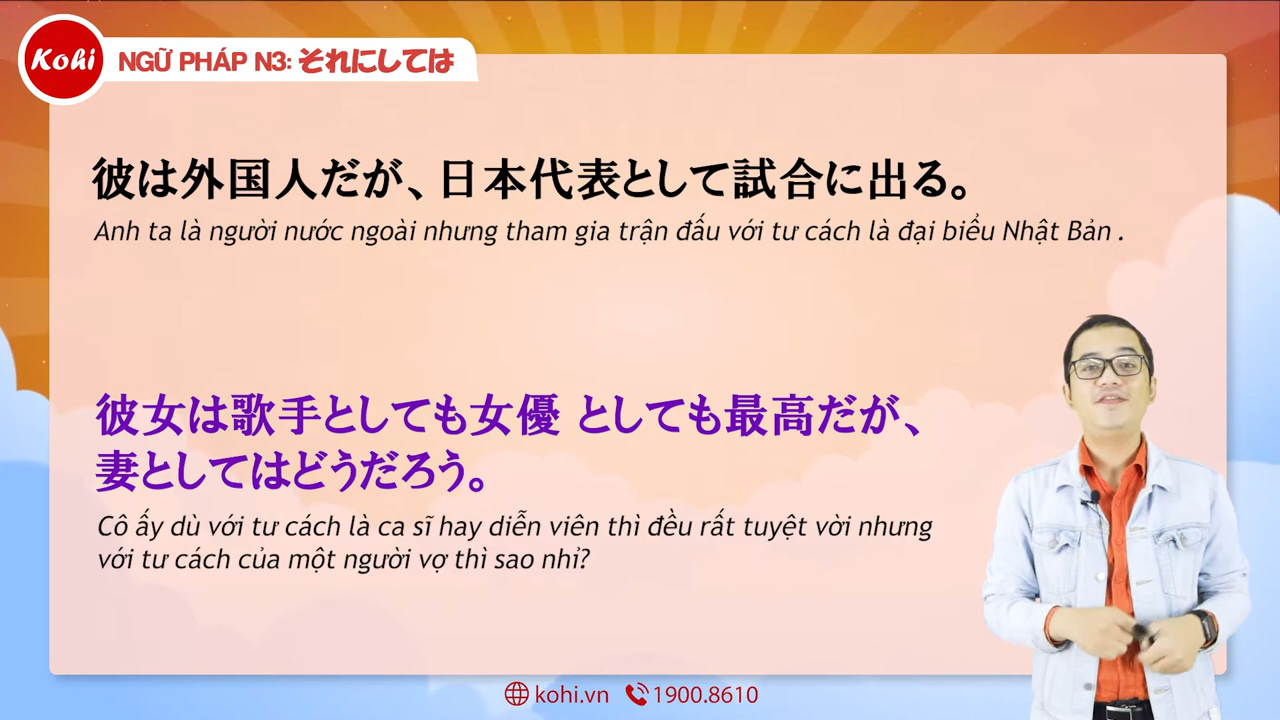 Kohi
NGỮ PHÁP N3: それにしては
彼は外国人だが、日本代表として試合に出る。
Anh ta là người nước ngoài nhưng tham gia trận đấu với tư cách là đại biểu Nhật Bản .
彼女は歌手としても女優 としても最高だが、
妻としてはどうだろう。
Cô ấy dù với tư cách là ca sĩ hay diễn viên thì đều rất tuyệt vời nhưng
với tư cách của một người vợ thì sao nhỉ?
kohi.vn 1900.8610